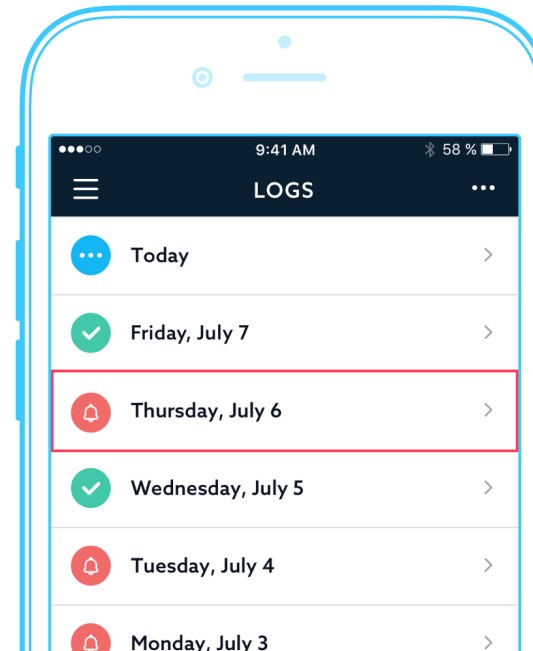 9:41 AM
58 %
LOGS
Today
Friday, July 7
Thursday, July 6
Wednesday, July 5
Tuesday, July 4
Monday, July 3